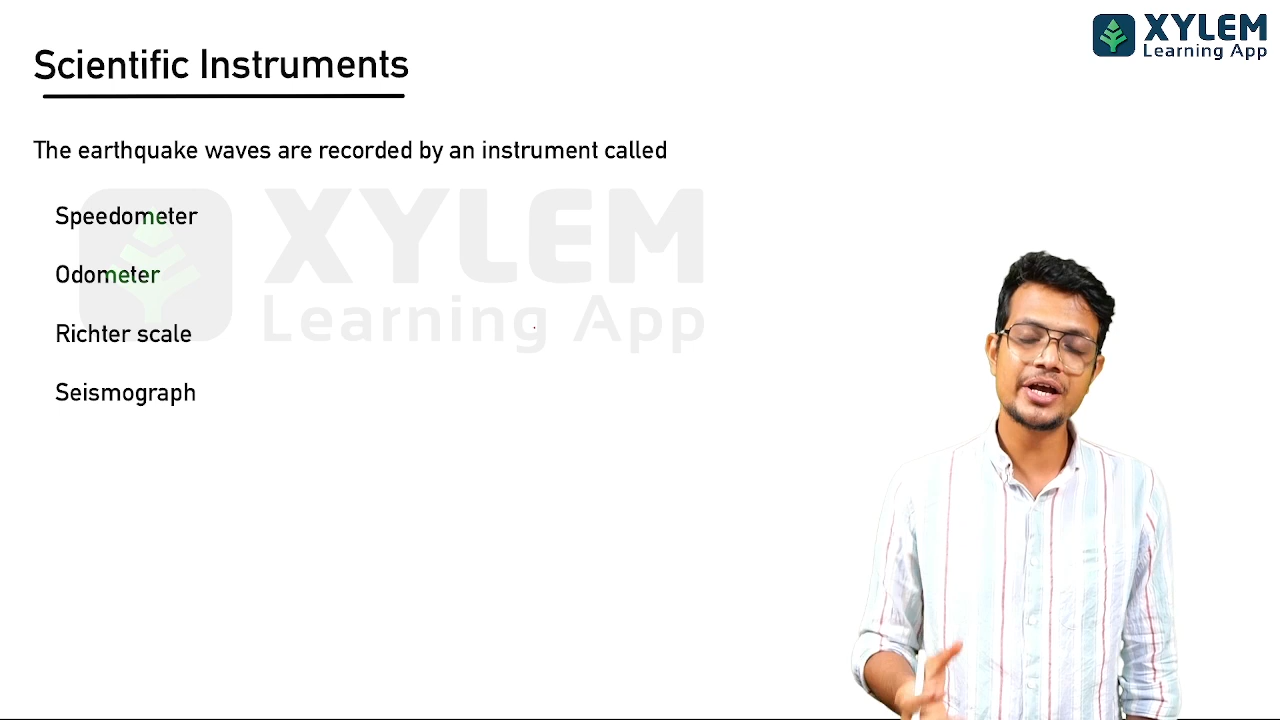 XYLEM
Learning App
Scientific Instruments
The earthquake waves are recorded by an instrument called
XYLEM
Learning App
Speedometer
Odometer
Richter scale
Seismograph